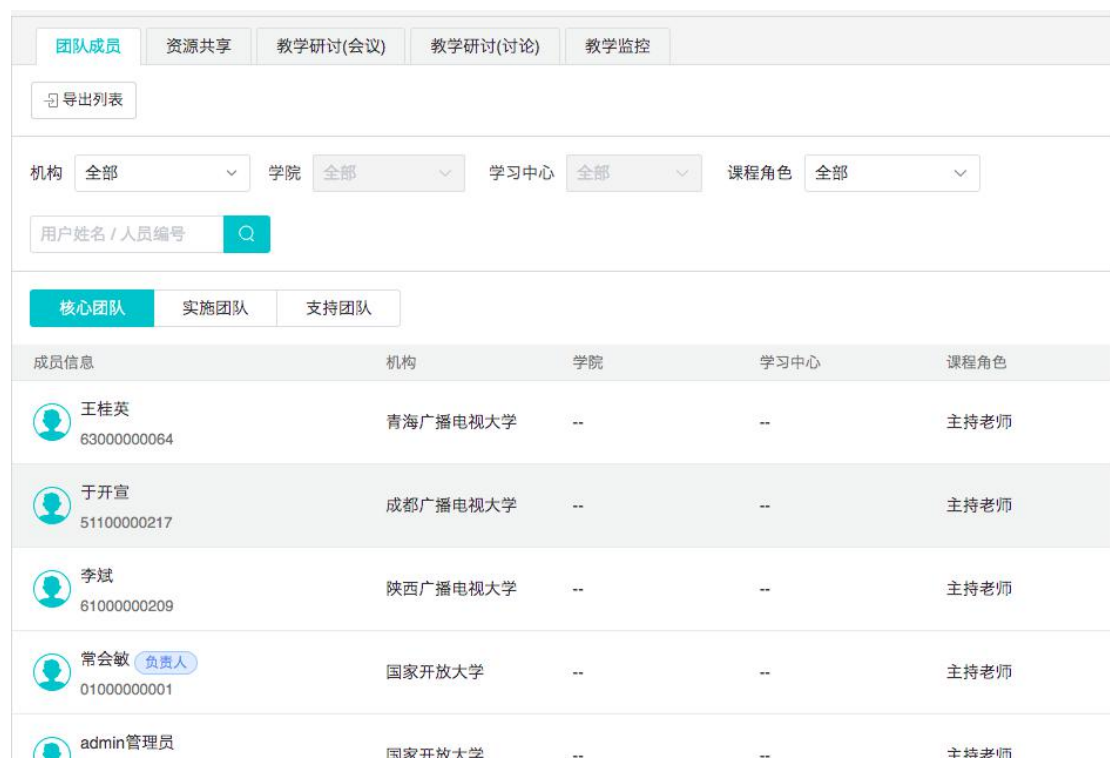 团队成员 资源共享 教学研讨(会议) 教学研讨(讨论) 教学监控
导出列表
机构 全部 学院 全部 学习中心 全部 课程角色 全部
用户姓名 / 人员编号
核心团队 实施团队 支持团队
成员信息 机构 学院 学习中心 课程角色
王桂英
63000000064
青海广播电视大学 -- -- 主持老师
于开宣
51100000217
成都广播电视大学 -- -- 主持老师
李斌
61000000209
陕西广播电视大学 -- -- 主持老师
常会敏 负责人
01000000001
国家开放大学 -- -- 主持老师
admin管理员
国家开放大学 -- -- 主持老师